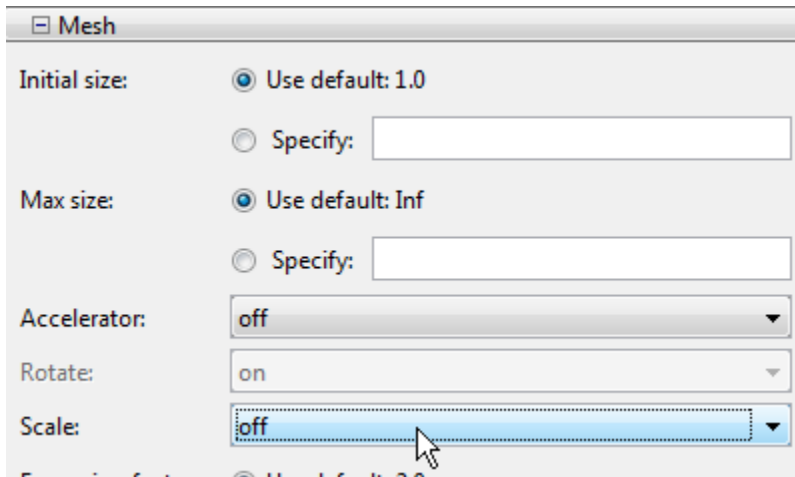 Mesh
Initial size: Use default: 1.0
Specify:
Max size: Use default: Inf
Specify:
Accelerator: off
Rotate: on
Scale: off